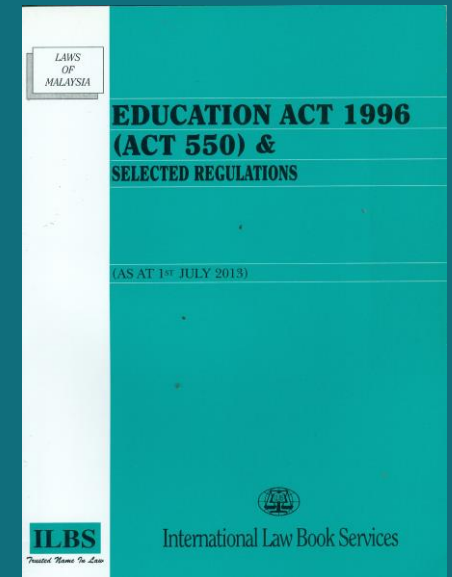 LAWS
OF
MALAYSIA
EDUCATION ACT 1996
(ACT 550) &
SELECTED REGULATIONS
(AS AT 1ST JULY 2013)
ILBS
Trusted Name In Law
International Law Book Services